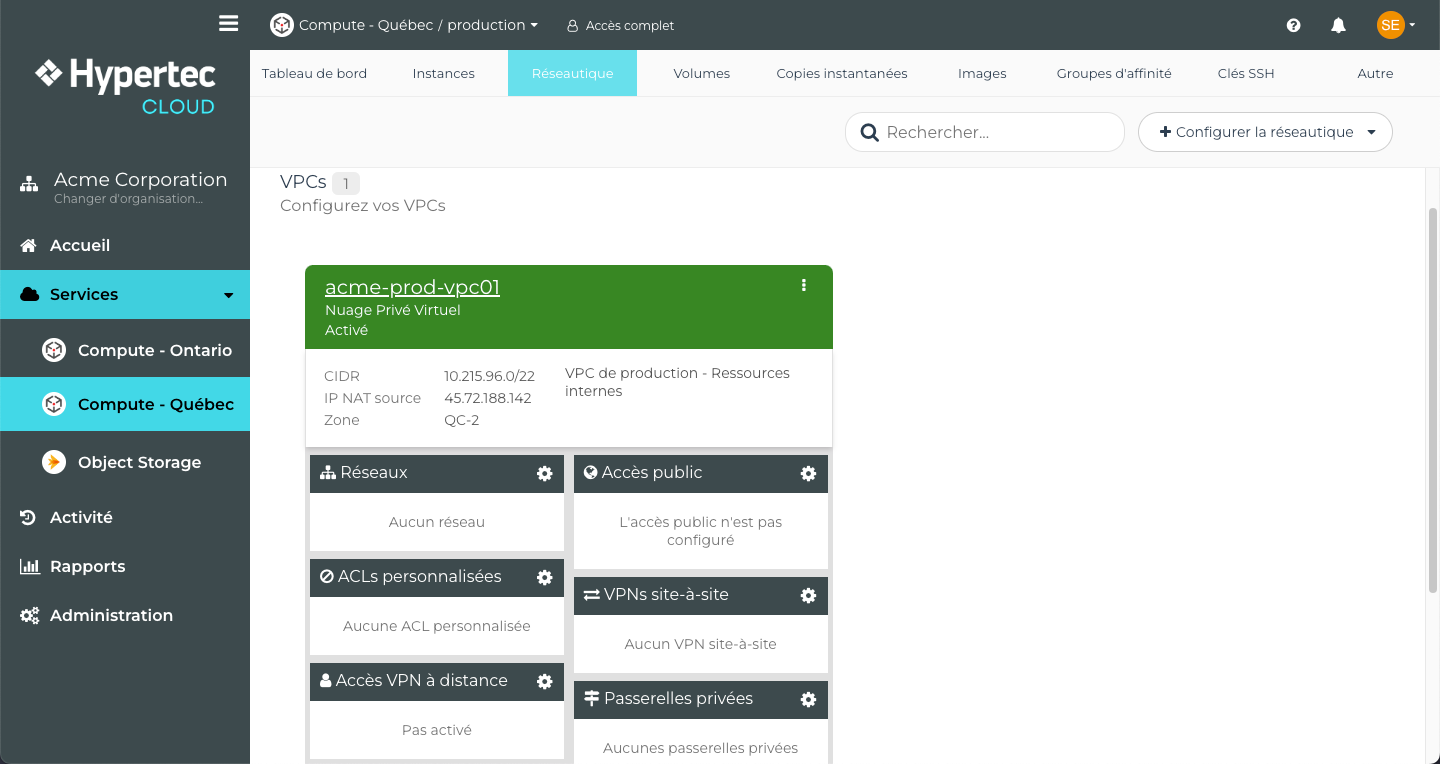 Compute - Québec / production
Accès complet
SE
Hypertec
CLOUD
Tableau de bord
Instances
Réseautique
Volumes
Copies instantanées
Images
Groupes d'affinité
Clés SSH
Autre
Rechercher...
Configurer la réseautique
Acme Corporation
Changer d'organisation...
Accueil
Services
Compute - Ontario
Compute - Québec
Object Storage
Activité
Rapports
Administration
VPCs 1
Configurez vos VPCs
acme-prod-vpc01
Nuage Privé Virtuel
Activé
CIDR 10.215.96.0/22
IP NAT source 45.72.188.142
Zone QC-2
VPC de production - Ressources
internes
Réseaux
Aucun réseau
ACLs personnalisées
Aucune ACL personnalisée
Accès VPN à distance
Pas activé
Accès public
L'accès public n'est pas
configuré
VPNs site-à-site
Aucun VPN site-à-site
Passerelles privées
Aucunes passerelles privées